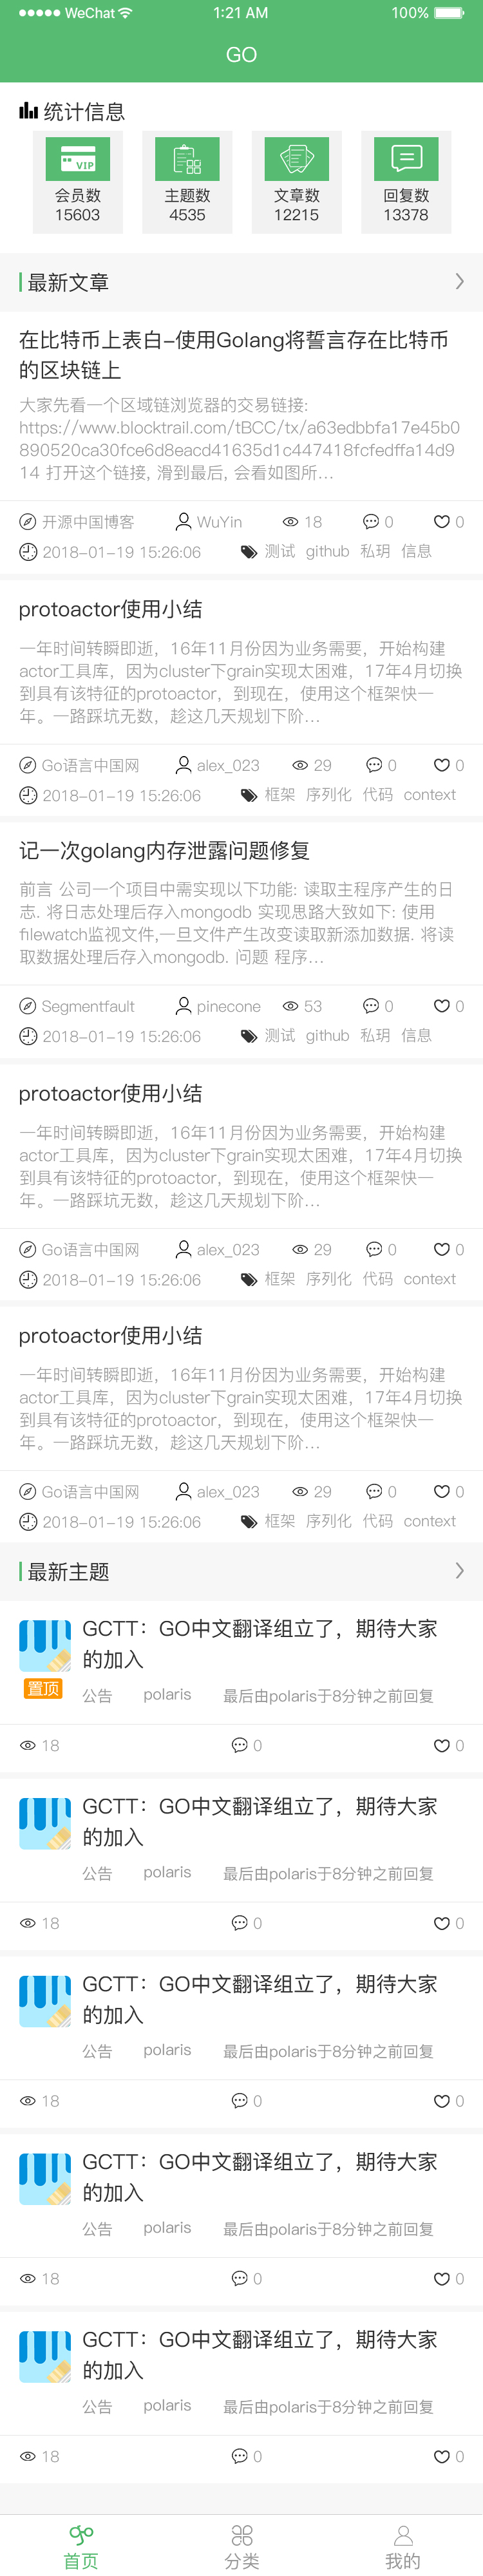 WeChat 1:21 AM 100%
GO
统计信息
VIP
会员数 主题数 文章数 回复数
15603 4535 12215 13378
最新文章
在比特币上表白-使用Golang将誓言存在比特币
的区块链上
大家先看一个区域链浏览器的交易链接:
https://www.blocktrail.com/tBCC/tx/a63edbbfa17e45b0
890520ca30fce6d8eacd41635d1c447418fcfedffa14d9
14 打开这个链接, 滑到最后, 会看如图所...
开源中国博客 WuYin 18 0 0
2018-01-19 15:26:06 测试 github 私玥 信息
protoactor使用小结
一年时间转瞬即逝，16年11月份因为业务需要，开始构建
actor工具库，因为cluster下grain实现太困难，17年4月切换
到具有该特征的protoactor，到现在，使用这个框架快一
年。一路踩坑无数，趁这几天规划下阶...
Go语言中国网 alex_023 29 0 0
2018-01-19 15:26:06 框架 序列化 代码 context
记一次golang内存泄露问题修复
前言 公司一个项目中需实现以下功能: 读取主程序产生的日
志. 将日志处理后存入mongodb 实现思路大致如下: 使用
filewatch监视文件,一旦文件产生改变读取新添加数据. 将读
取数据处理后存入mongodb. 问题 程序...
Segmentfault pinecone 53 0 0
2018-01-19 15:26:06 测试 github 私玥 信息
protoactor使用小结
一年时间转瞬即逝，16年11月份因为业务需要，开始构建
actor工具库，因为cluster下grain实现太困难，17年4月切换
到具有该特征的protoactor，到现在，使用这个框架快一
年。一路踩坑无数，趁这几天规划下阶...
Go语言中国网 alex_023 29 0 0
2018-01-19 15:26:06 框架 序列化 代码 context
protoactor使用小结
一年时间转瞬即逝，16年11月份因为业务需要，开始构建
actor工具库，因为cluster下grain实现太困难，17年4月切换
到具有该特征的protoactor，到现在，使用这个框架快一
年。一路踩坑无数，趁这几天规划下阶...
Go语言中国网 alex_023 29 0 0
2018-01-19 15:26:06 框架 序列化 代码 context
最新主题
GCTT：GO中文翻译组立了，期待大家
的加入
置顶
公告 polaris 最后由polaris于8分钟之前回复
18 0 0
GCTT：GO中文翻译组立了，期待大家
的加入
公告 polaris 最后由polaris于8分钟之前回复
18 0 0
GCTT：GO中文翻译组立了，期待大家
的加入
公告 polaris 最后由polaris于8分钟之前回复
18 0 0
GCTT：GO中文翻译组立了，期待大家
的加入
公告 polaris 最后由polaris于8分钟之前回复
18 0 0
GCTT：GO中文翻译组立了，期待大家
的加入
公告 polaris 最后由polaris于8分钟之前回复
18 0 0
首页 分类 我的